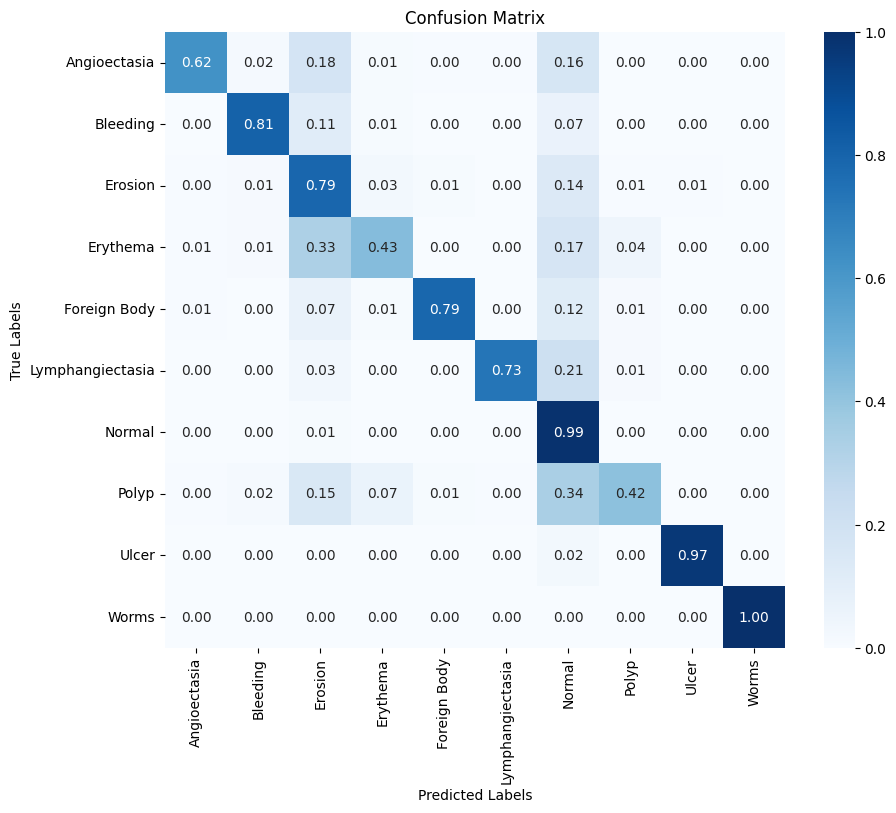 Confusion Matrix
Angioectasia 0.62 0.02 0.18 0.01 0.00 0.00 0.16 0.00 0.00 0.00
Bleeding 0.00 0.81 0.11 0.01 0.00 0.00 0.07 0.00 0.00 0.00
Erosion 0.00 0.01 0.79 0.03 0.01 0.00 0.14 0.01 0.01 0.00
Erythema 0.01 0.01 0.33 0.43 0.00 0.00 0.17 0.04 0.00 0.00
Foreign Body 0.01 0.00 0.07 0.01 0.79 0.00 0.12 0.01 0.00 0.00
Lymphangiectasia 0.00 0.00 0.03 0.00 0.00 0.73 0.21 0.01 0.00 0.00
Normal 0.00 0.00 0.01 0.00 0.00 0.00 0.99 0.00 0.00 0.00
Polyp 0.00 0.02 0.15 0.07 0.01 0.00 0.34 0.42 0.00 0.00
Ulcer 0.00 0.00 0.00 0.00 0.00 0.00 0.02 0.00 0.97 0.00
Worms 0.00 0.00 0.00 0.00 0.00 0.00 0.00 0.00 0.00 1.00
True Labels
Angioectasia
Bleeding
Erosion
Erythema
Foreign Body
Lymphangiectasia
Normal
Polyp
Ulcer
Worms
Predicted Labels
1.0
0.8
0.6
0.4
0.2
0.0